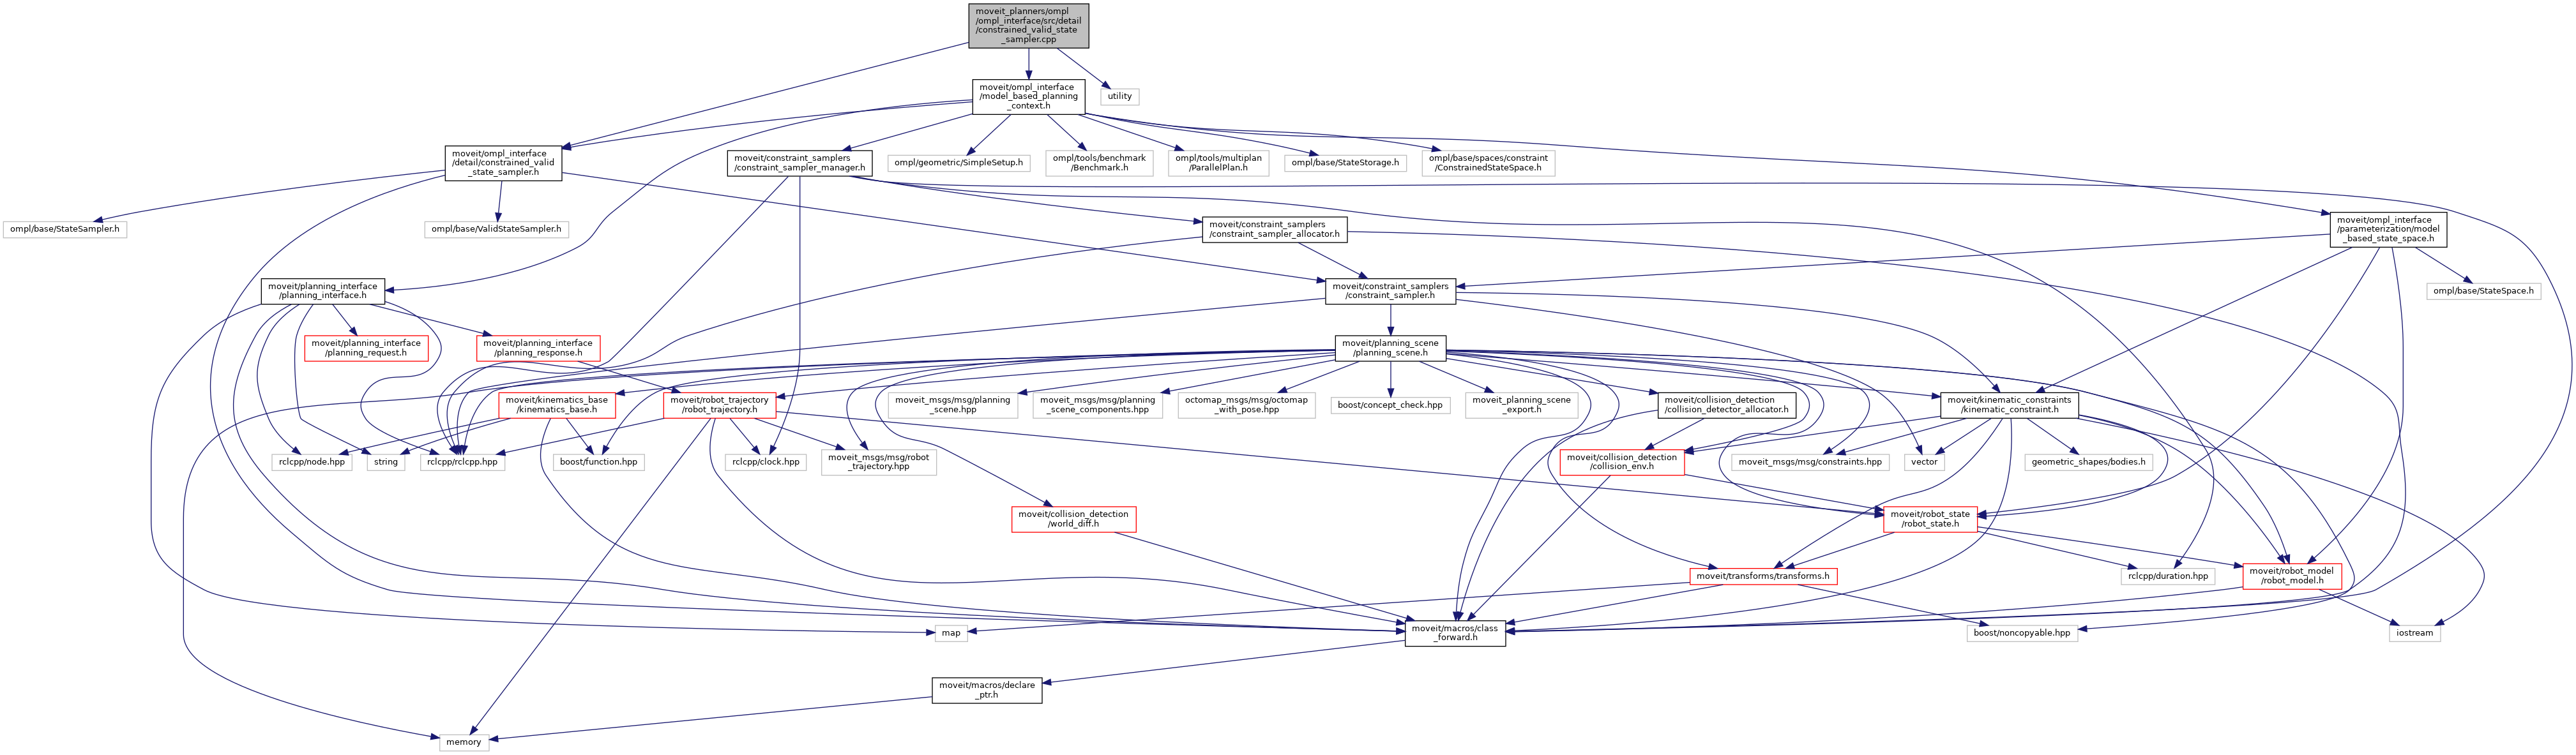 moveit_planners/ompl
/ompl_interface/src/detail
/constrained_valid_state
_sampler.cpp
moveit/ompl_interface
/model_based_planning
_context.h
utility
moveit/ompl_interface
/detail/constrained_valid
_state_sampler.h
moveit/constraint_samplers
/constraint_sampler_manager.h
ompl/geometric/SimpleSetup.h
ompl/tools/benchmark
/Benchmark.h
ompl/tools/multiplan
/ParallelPlan.h
ompl/base/StateStorage.h
ompl/base/spaces/constraint
/ConstrainedStateSpace.h
ompl/base/StateSampler.h
ompl/base/ValidStateSampler.h
moveit/constraint_samplers
/constraint_sampler_allocator.h
moveit/ompl_interface
/parameterization/model
_based_state_space.h
moveit/planning_interface
/planning_interface.h
moveit/constraint_samplers
/constraint_sampler.h
ompl/base/StateSpace.h
moveit/planning_interface
/planning_request.h
moveit/planning_interface
/planning_response.h
moveit/planning_scene
/planning_scene.h
moveit/kinematics_base
/kinematics_base.h
moveit/robot_trajectory
/robot_trajectory.h
moveit_msgs/msg/planning
_scene.hpp
moveit_msgs/msg/planning
_scene_components.hpp
octomap_msgs/msg/octomap
_with_pose.hpp
boost/concept_check.hpp
moveit_planning_scene
_export.h
moveit/collision_detection
/collision_detector_allocator.h
moveit/kinematic_constraints
/kinematic_constraint.h
rclcpp/node.hpp
string
rclcpp/rclcpp.hpp
boost/function.hpp
rclcpp/clock.hpp
moveit_msgs/msg/robot
_trajectory.hpp
moveit/collision_detection
/collision_env.h
moveit_msgs/msg/constraints.hpp
vector
geometric_shapes/bodies.h
moveit/collision_detection
/world_diff.h
moveit/robot_state
/robot_state.h
moveit/transforms/transforms.h
rclcpp/duration.hpp
moveit/robot_model
/robot_model.h
map
moveit/macros/class
_forward.h
boost/noncopyable.hpp
iostream
moveit/macros/declare
_ptr.h
memory